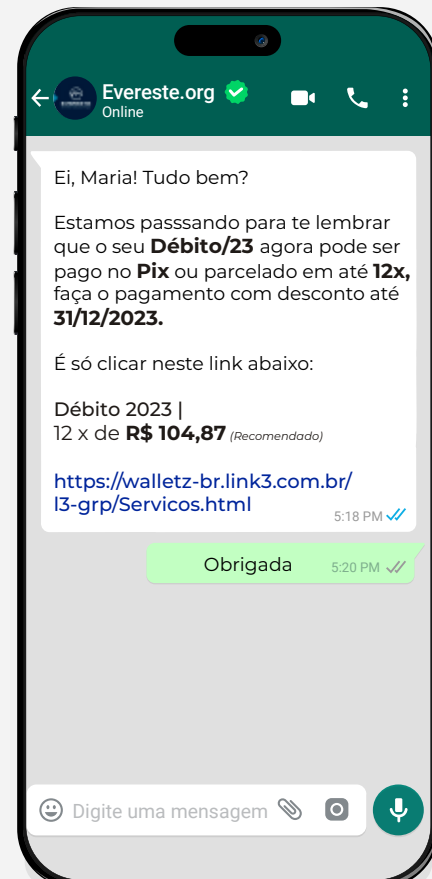 Evereste.org
Online
Ei, Maria! Tudo bem?
Estamos passsando para te lembrar
que o seu Débito/23 agora pode ser
pago no Pix ou parcelado em até 12x,
faça o pagamento com desconto até
31/12/2023.
É só clicar neste link abaixo:
Débito 2023 |
12 x de R$ 104,87 (Recomendado)
https://walletz-br.link3.com.br/
l3-grp/Servicos.html
5:18 PM
Obrigada 5:20 PM
Digite uma mensagem